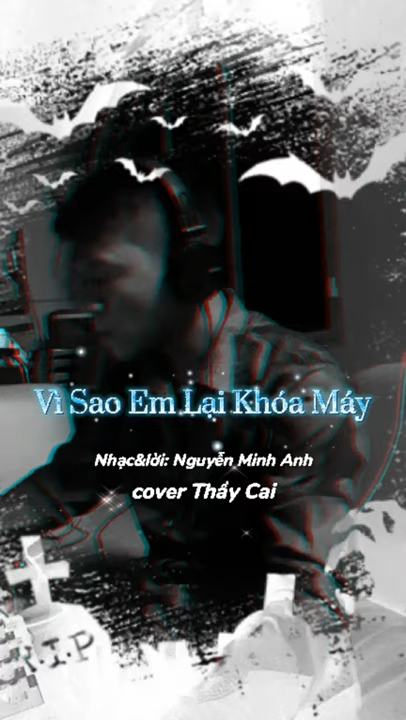 Vì Sao Em Lại Khóa Máy
Nhạc&lời: Nguyễn Minh Anh
cover Thầy Cai
R.I.P